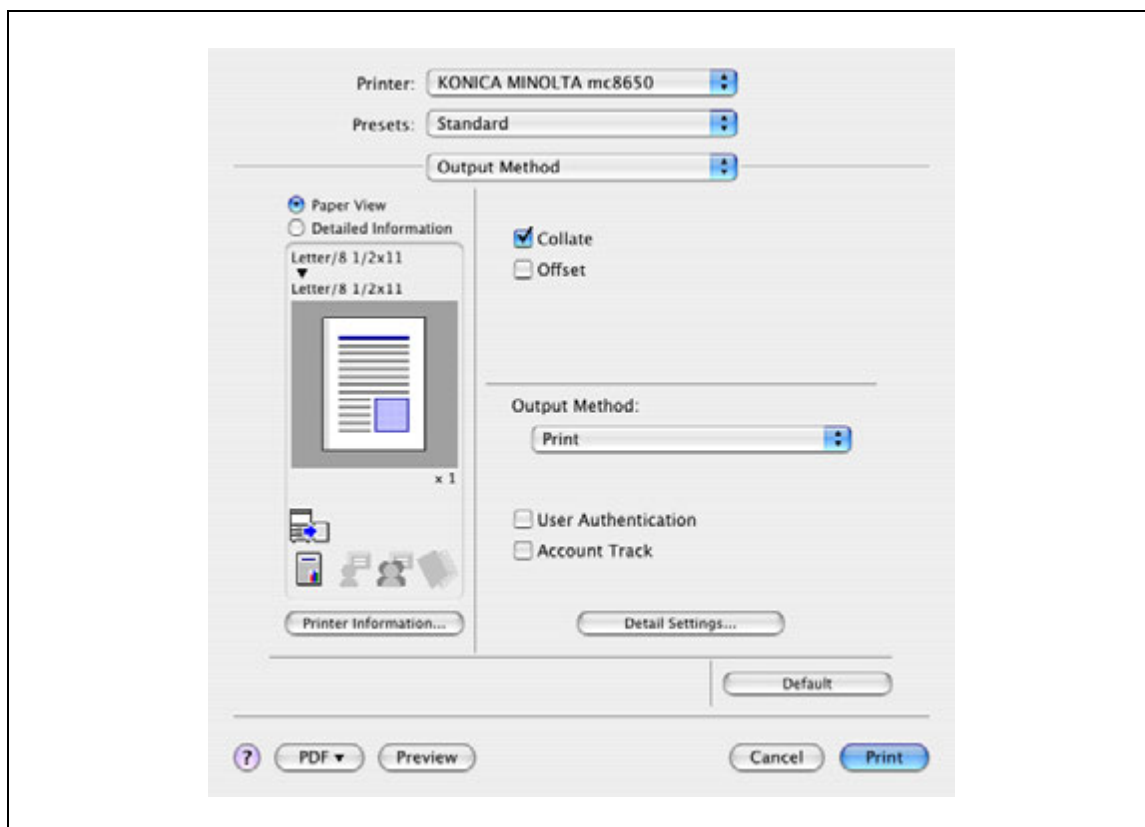 Printer: KONICA MINOLTA mc8650
Presets: Standard
Output Method
Paper View
Detailed Information
Letter/8 1/2x11
Letter/8 1/2x11
x 1
Printer Information...
Collate
Offset
Output Method:
Print
User Authentication
Account Track
Detail Settings...
Default
? PDF Preview Cancel Print